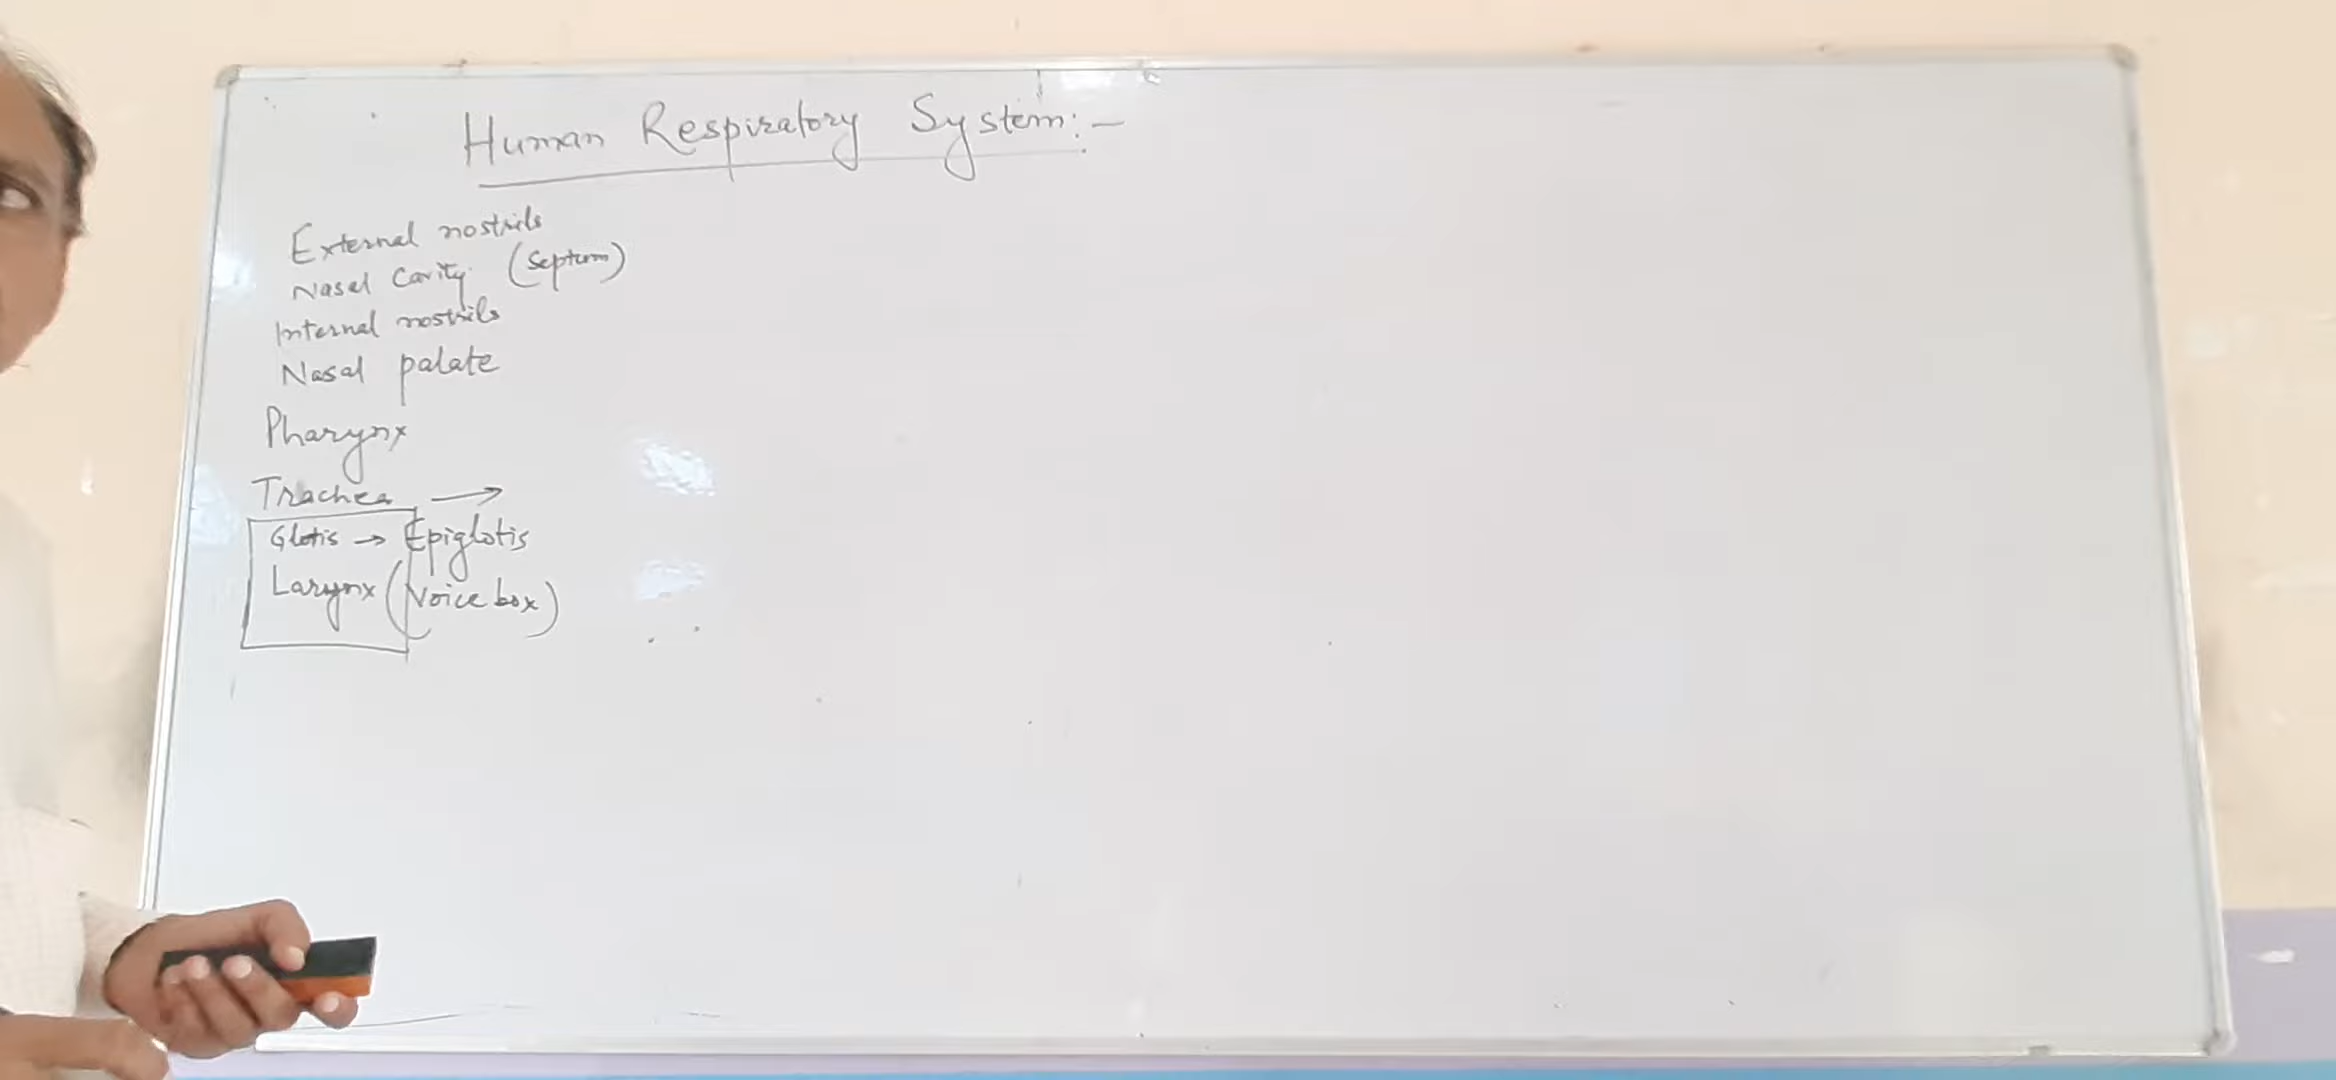 Human Respiratory System:-
External nostrils
Nasal Cavity (Septum)
Internal nostrils
Nasal palate
Pharynx
Trachea →
Glotis → Epiglotis
Larynx (Voice box)